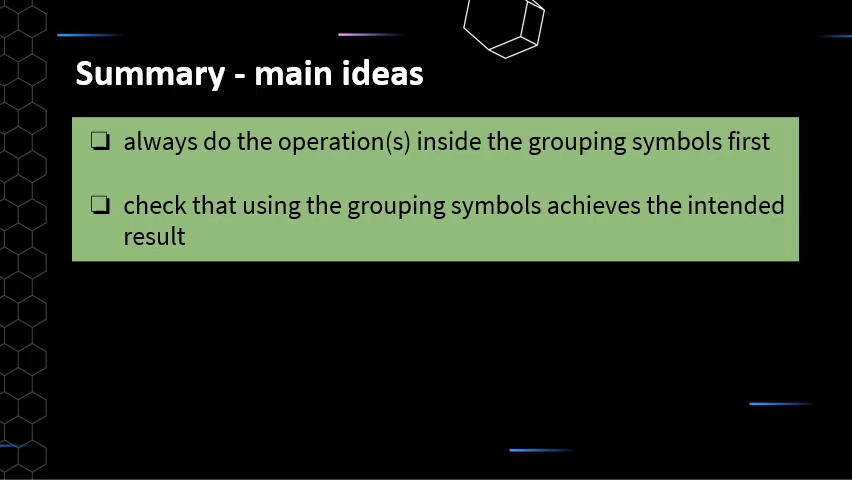 Summary - main ideas
❑ always do the operation(s) inside the grouping symbols first
❑ check that using the grouping symbols achieves the intended
result